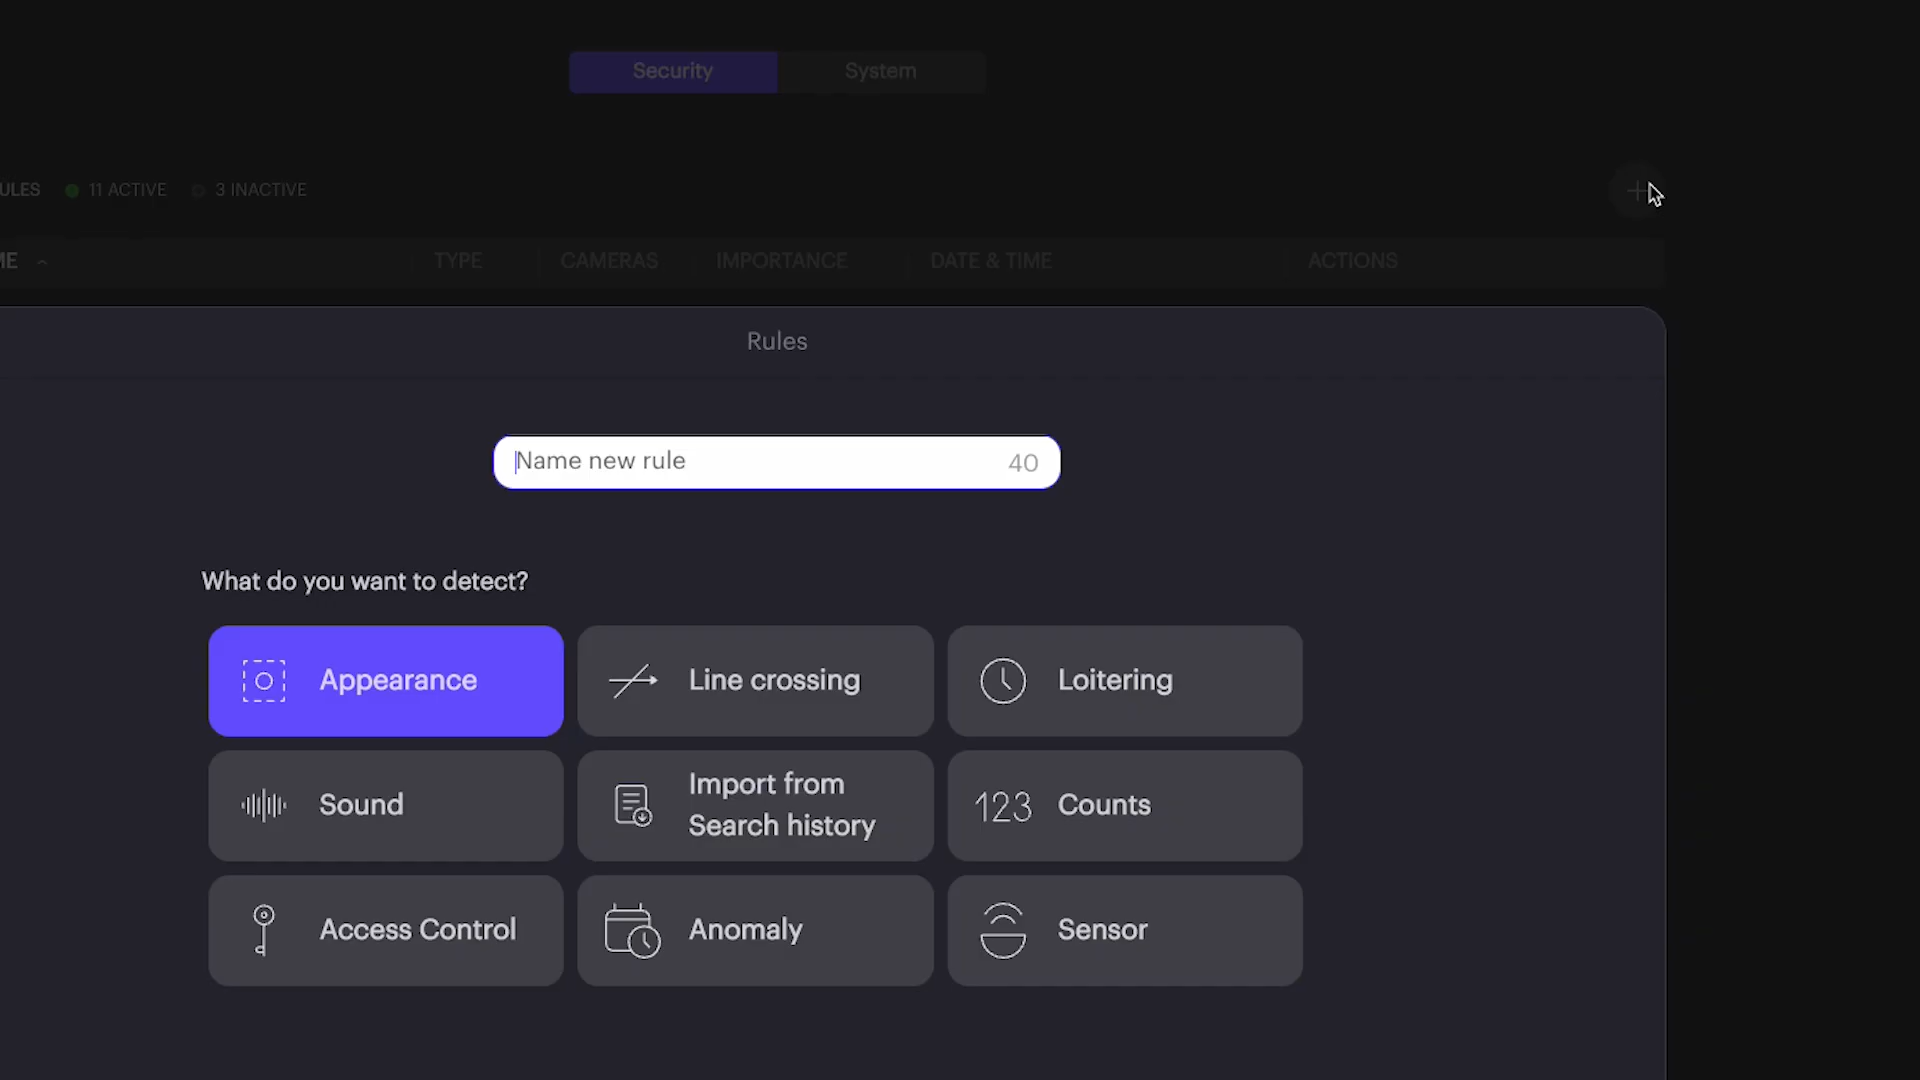 Security
System
ULES
11 ACTIVE
3 INACTIVE
ME
TYPE
CAMERAS
IMPORTANCE
DATE & TIME
ACTIONS
Rules
Name new rule
40
What do you want to detect?
Appearance
Line crossing
Loitering
Sound
Import from
Search history
123
Counts
Access Control
Anomaly
Sensor